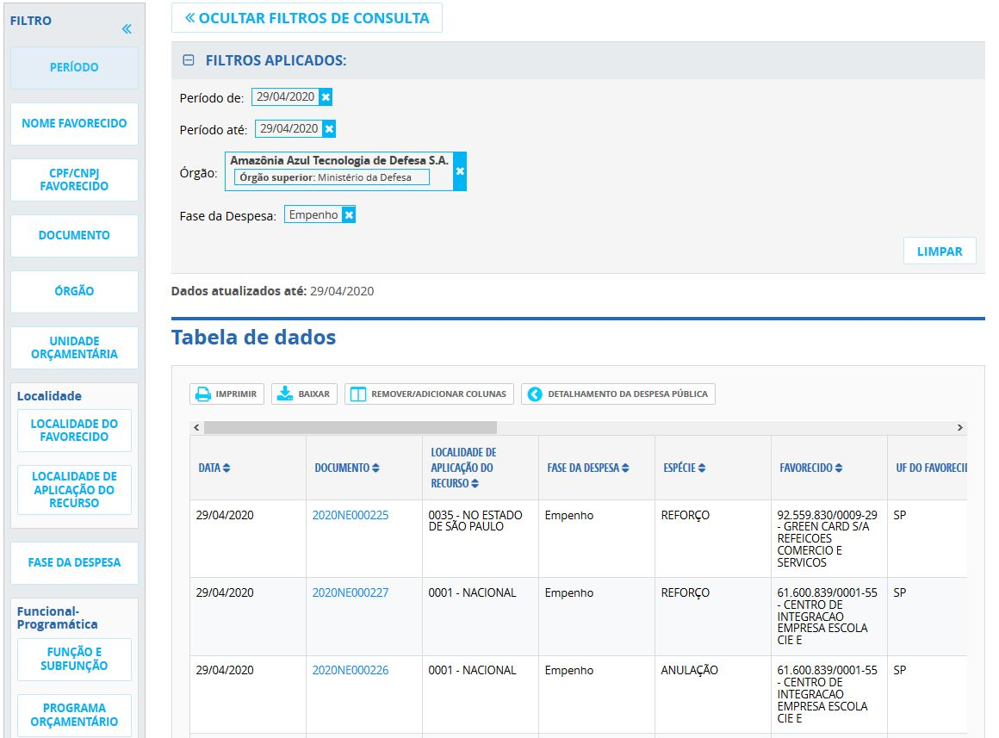 FILTRO
PERÍODO
NOME FAVORECIDO
CPF/CNPJ
FAVORECIDO
DOCUMENTO
ÓRGÃO
UNIDADE
ORÇAMENTÁRIA
Localidade
LOCALIDADE DO
FAVORECIDO
LOCALIDADE DE
APLICAÇÃO DO
RECURSO
FASE DA DESPESA
Funcional-
Programática
FUNÇÃO E
SUBFUNÇÃO
PROGRAMA
ORÇAMENTÁRIO
OCULTAR FILTROS DE CONSULTA
FILTROS APLICADOS:
Período de: 29/04/2020
Período até: 29/04/2020
Órgão: Amazônia Azul Tecnologia de Defesa S.A.
Órgão superior: Ministério da Defesa
Fase da Despesa: Empenho
LIMPAR
Dados atualizados até: 29/04/2020
Tabela de dados
IMPRIMIR BAIXAR REMOVER/ADICIONAR COLUNAS DETALHAMENTO DA DESPESA PÚBLICA
DATA
DOCUMENTO
LOCALIDADE DE
APLICAÇÃO DO
RECURSO
FASE DA DESPESA
ESPÉCIE
FAVORECIDO
UF DO FAVORECID
29/04/2020
2020NE000225
0035 - NO ESTADO
DE SÃO PAULO
Empenho
REFORÇO
92.559.830/0009-29
- GREEN CARD S/A
REFEICOES
COMERCIO E
SERVICOS
SP
29/04/2020
2020NE000227
0001 - NACIONAL
Empenho
REFORÇO
61.600.839/0001-55
- CENTRO DE
INTEGRACAO
EMPRESA ESCOLA
CIE E
SP
29/04/2020
2020NE000226
0001 - NACIONAL
Empenho
ANULAÇÃO
61.600.839/0001-55
- CENTRO DE
INTEGRACAO
EMPRESA ESCOLA
CIE E
SP